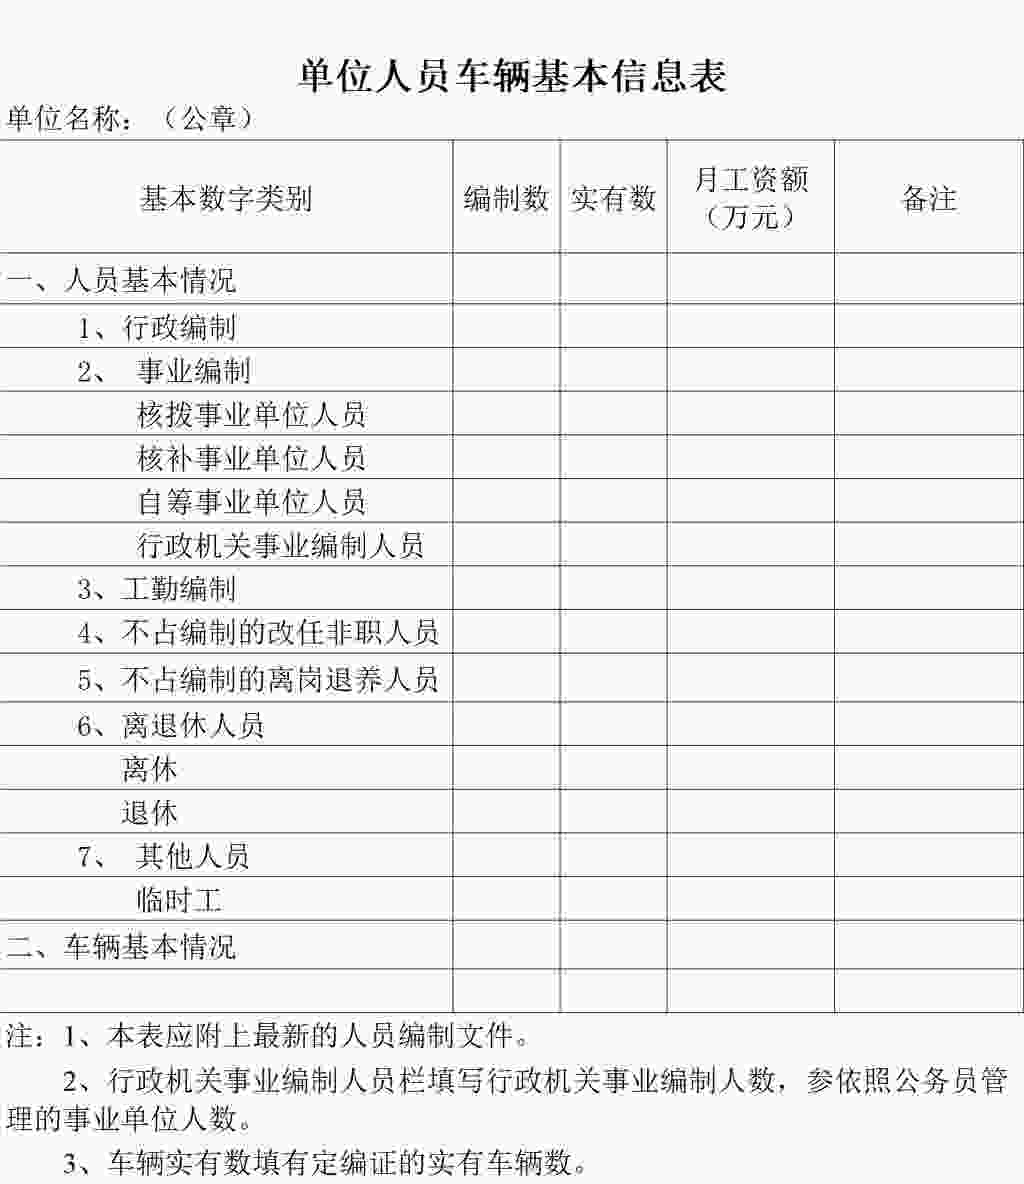 单位人员车辆基本信息表
单位名称：（公章）
基本数字类别 编制数 实有数 月工资额（万元） 备注
一、人员基本情况
1、行政编制
2、 事业编制
核拨事业单位人员
核补事业单位人员
自筹事业单位人员
行政机关事业编制人员
3、工勤编制
4、不占编制的改任非职人员
5、不占编制的离岗退养人员
6、离退休人员
离休
退休
7、 其他人员
临时工
二、车辆基本情况
注：1、本表应附上最新的人员编制文件。
2、行政机关事业编制人员栏填写行政机关事业编制人数，参依照公务员管
理的事业单位人数。
3、车辆实有数填有定编证的实有车辆数。